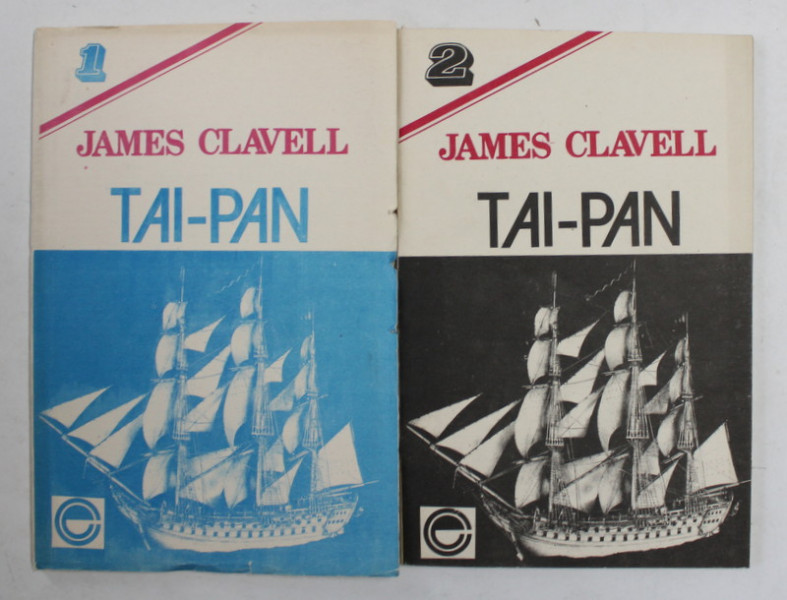 1
JAMES CLAVELL
TAI-PAN
e
2
JAMES CLAVELL
TAI-PAN
e